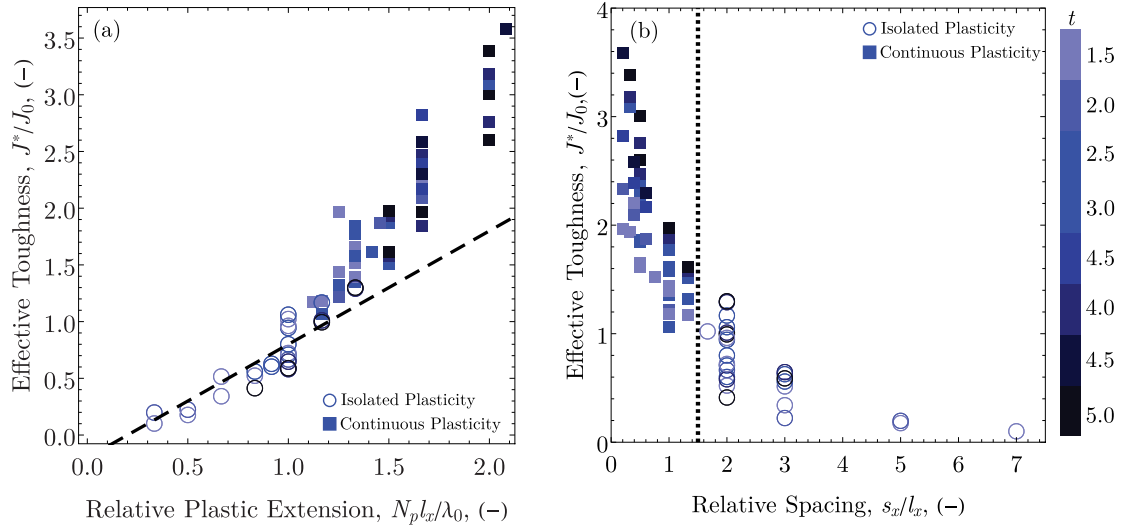 (a)
3.5
3.0
2.5
2.0
1.5
1.0
0.5
0.0
Effective Toughness, J*/J0, (−)
Isolated Plasticity
Continuous Plasticity
0.0 0.5 1.0 1.5 2.0
Relative Plastic Extension, Nplx/λ0, (−)
(b)
Isolated Plasticity
Continuous Plasticity
4
3
2
1
0
Effective Toughness, J*/J0,(−)
0 1 2 3 4 5 6 7
Relative Spacing, sx/lx, (−)
t
1.5
2.0
2.5
3.0
3.5
4.0
4.5
5.0